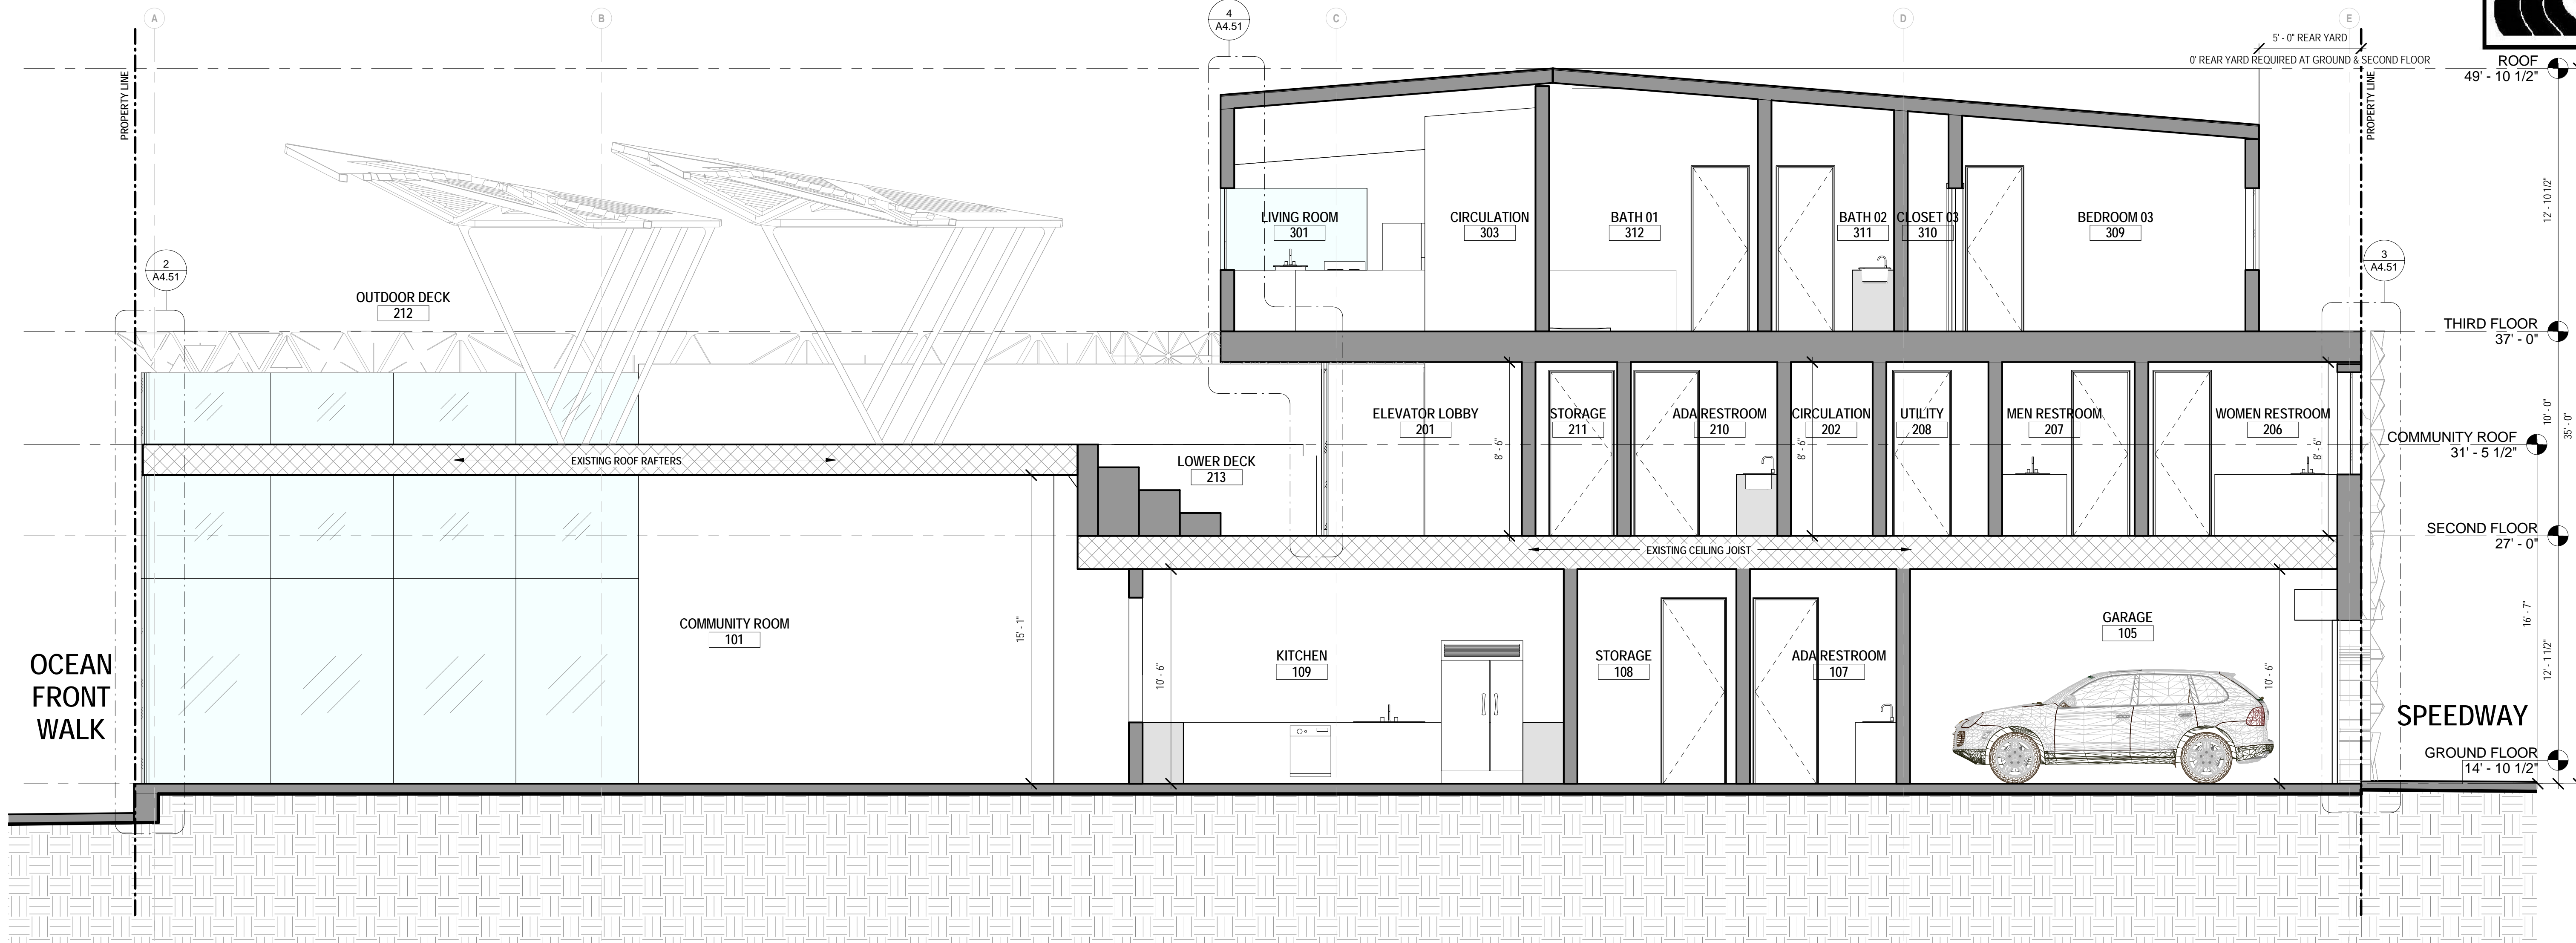 A
B
4
A4.51
C
D
E
5' - 0" REAR YARD
0' REAR YARD REQUIRED AT GROUND & SECOND FLOOR
ROOF
49' - 10 1/2"
PROPERTY LINE
PROPERTY LINE
12' - 10 1/2"
LIVING ROOM
301
CIRCULATION
303
BATH 01
312
BATH 02
311
CLOSET 03
310
BEDROOM 03
309
2
A4.51
3
A4.51
OUTDOOR DECK
212
THIRD FLOOR
37' - 0"
ELEVATOR LOBBY
201
8' - 6"
STORAGE
211
ADA RESTROOM
210
8' - 6"
CIRCULATION
202
UTILITY
208
MEN RESTROOM
207
WOMEN RESTROOM
206
8' - 6"
10' - 0"
35' - 0"
COMMUNITY ROOF
31' - 5 1/2"
EXISTING ROOF RAFTERS
LOWER DECK
213
SECOND FLOOR
27' - 0"
EXISTING CEILING JOIST
COMMUNITY ROOM
101
15' - 1"
10' - 6"
KITCHEN
109
STORAGE
108
ADA RESTROOM
107
GARAGE
105
10' - 6"
16' - 7"
12' - 1 1/2"
OCEAN
FRONT
WALK
SPEEDWAY
GROUND FLOOR
14' - 10 1/2"